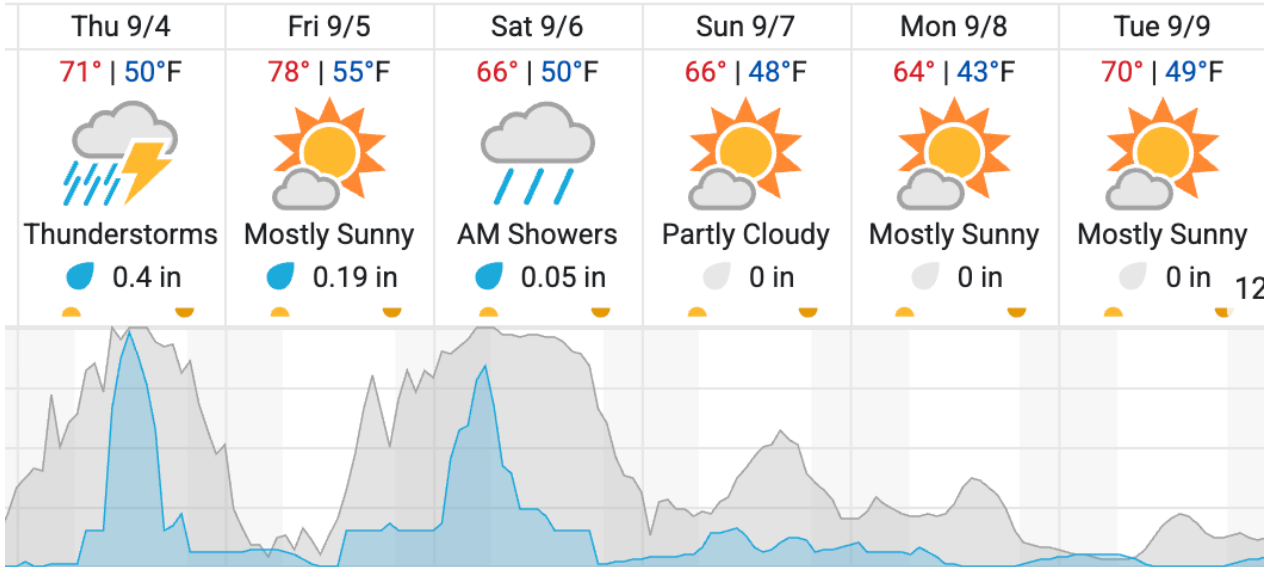 Thu 9/4 Fri 9/5 Sat 9/6 Sun 9/7 Mon 9/8 Tue 9/9
71° | 50°F 78° | 55°F 66° | 50°F 66° | 48°F 64° | 43°F 70° | 49°F
Thunderstorms Mostly Sunny AM Showers Partly Cloudy Mostly Sunny Mostly Sunny
0.4 in 0.19 in 0.05 in 0 in 0 in 0 in 12